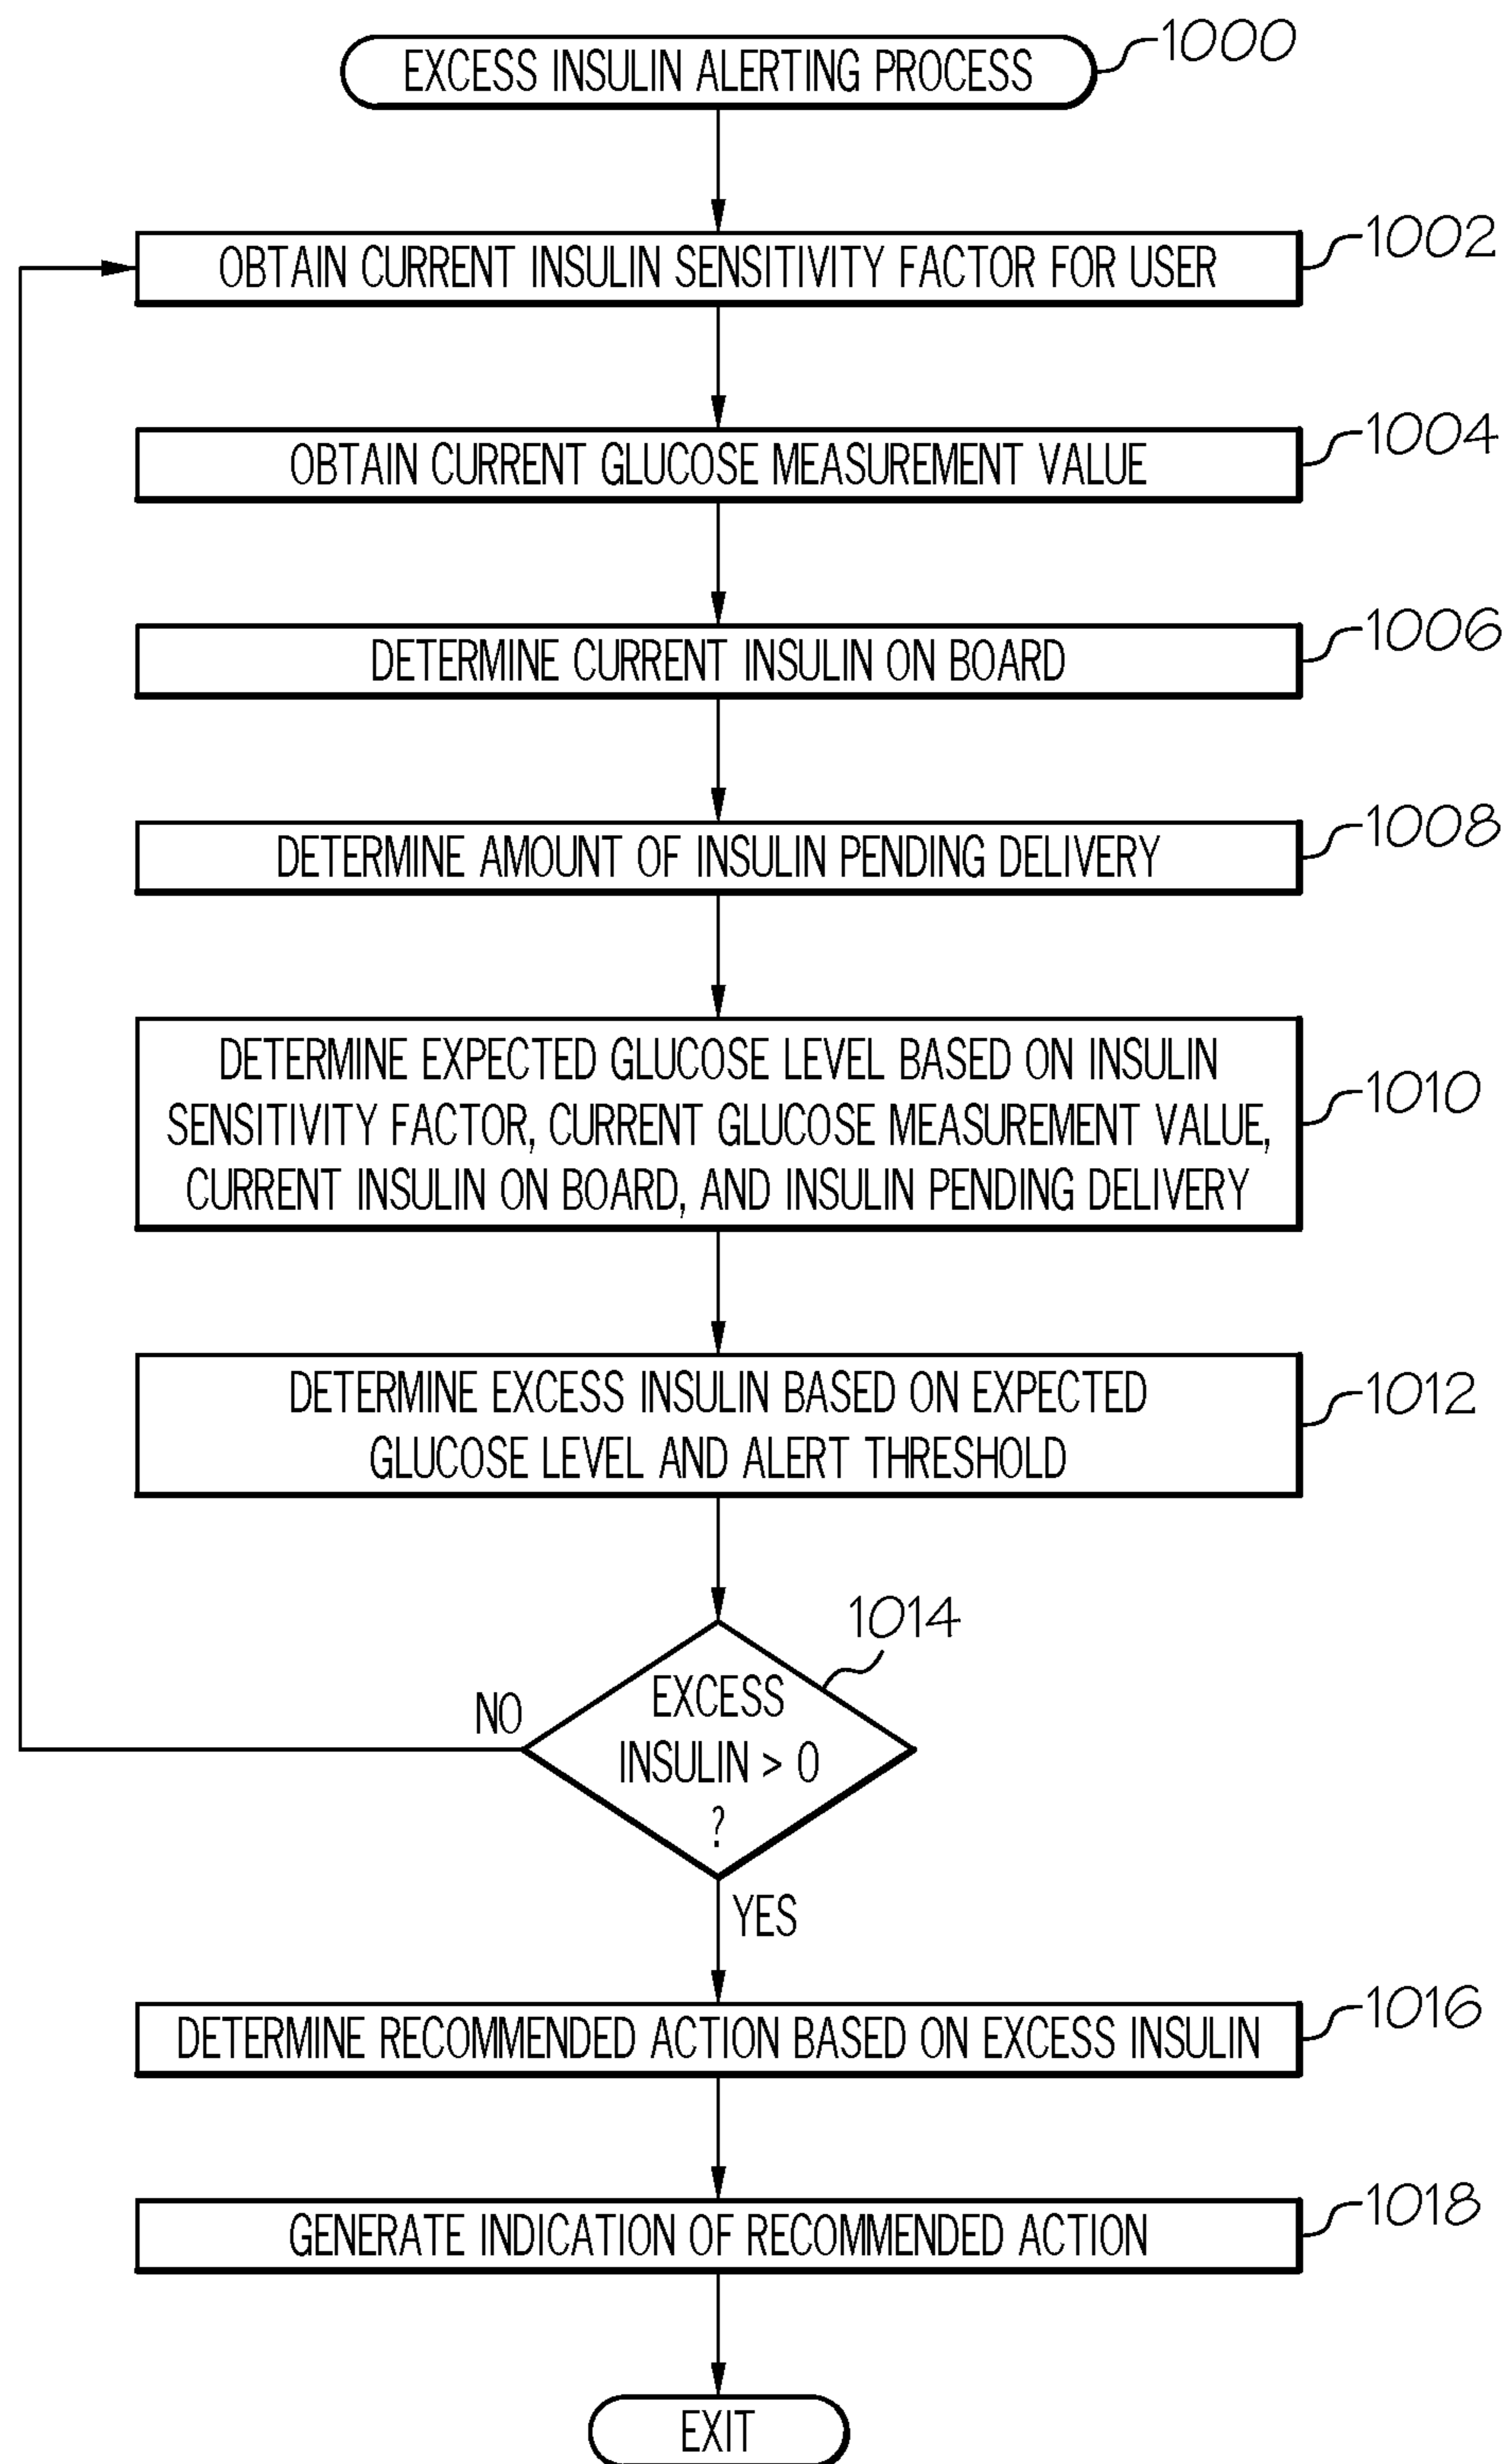 EXCESS INSULIN ALERTING PROCESS
1000
OBTAIN CURRENT INSULIN SENSITIVITY FACTOR FOR USER
1002
OBTAIN CURRENT GLUCOSE MEASUREMENT VALUE
1004
DETERMINE CURRENT INSULIN ON BOARD
1006
DETERMINE AMOUNT OF INSULIN PENDING DELIVERY
1008
DETERMINE EXPECTED GLUCOSE LEVEL BASED ON INSULIN
SENSITIVITY FACTOR, CURRENT GLUCOSE MEASUREMENT VALUE,
CURRENT INSULIN ON BOARD, AND INSULIN PENDING DELIVERY
1010
DETERMINE EXCESS INSULIN BASED ON EXPECTED
GLUCOSE LEVEL AND ALERT THRESHOLD
1012
1014
EXCESS
INSULIN > 0
?
NO
YES
DETERMINE RECOMMENDED ACTION BASED ON EXCESS INSULIN
1016
GENERATE INDICATION OF RECOMMENDED ACTION
1018
EXIT